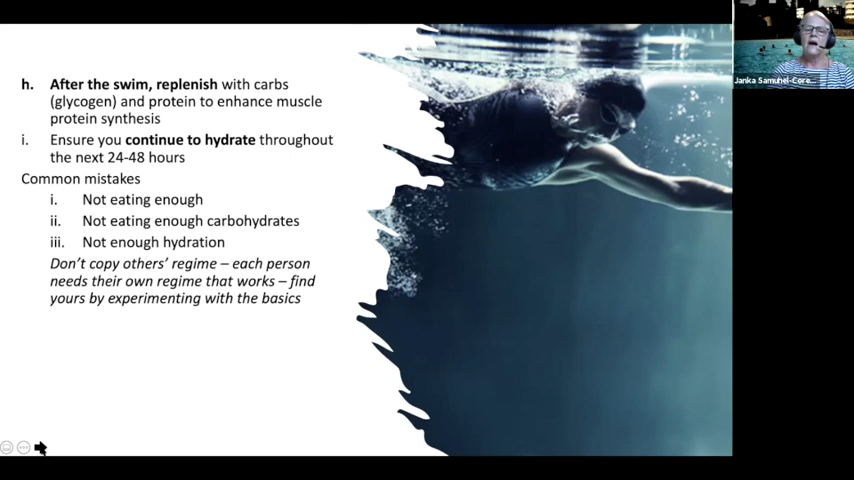 h. After the swim, replenish with carbs
(glycogen) and protein to enhance muscle
protein synthesis
i. Ensure you continue to hydrate throughout
the next 24-48 hours
Common mistakes
i. Not eating enough
ii. Not eating enough carbohydrates
iii. Not enough hydration
Don't copy others' regime – each person
needs their own regime that works – find
yours by experimenting with the basics
Janka Samuhel-Core...